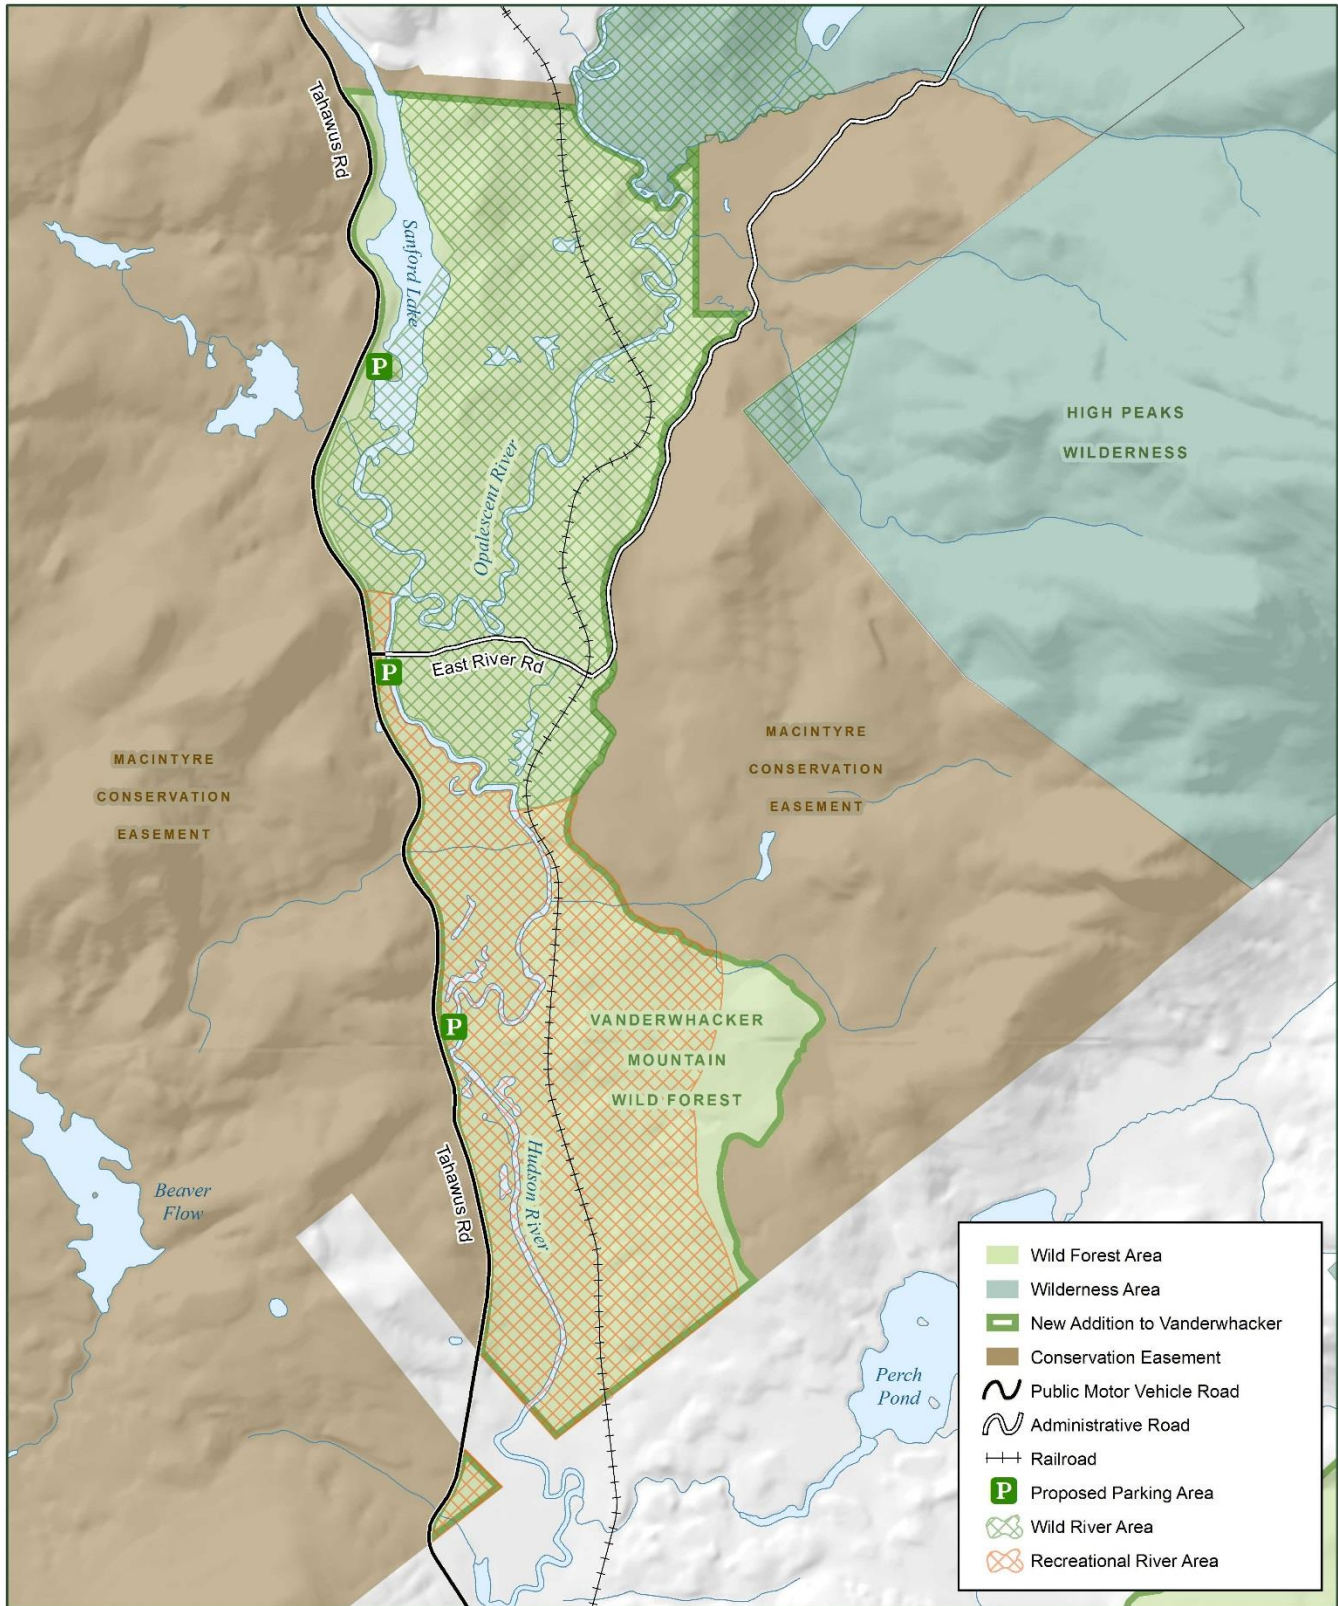 Tahawus Rd
Sanford Lake
P
HIGH PEAKS
WILDERNESS
Opalescent River
East River Rd
P
MACINTYRE
CONSERVATION
EASEMENT
MACINTYRE
CONSERVATION
EASEMENT
P
VANDERWHACKER
MOUNTAIN
WILD FOREST
Tahawus Rd
Hudson River
Beaver
Flow
Perch
Pond
Wild Forest Area
Wilderness Area
New Addition to Vanderwhacker
Conservation Easement
Public Motor Vehicle Road
Administrative Road
Railroad
P Proposed Parking Area
Wild River Area
Recreational River Area